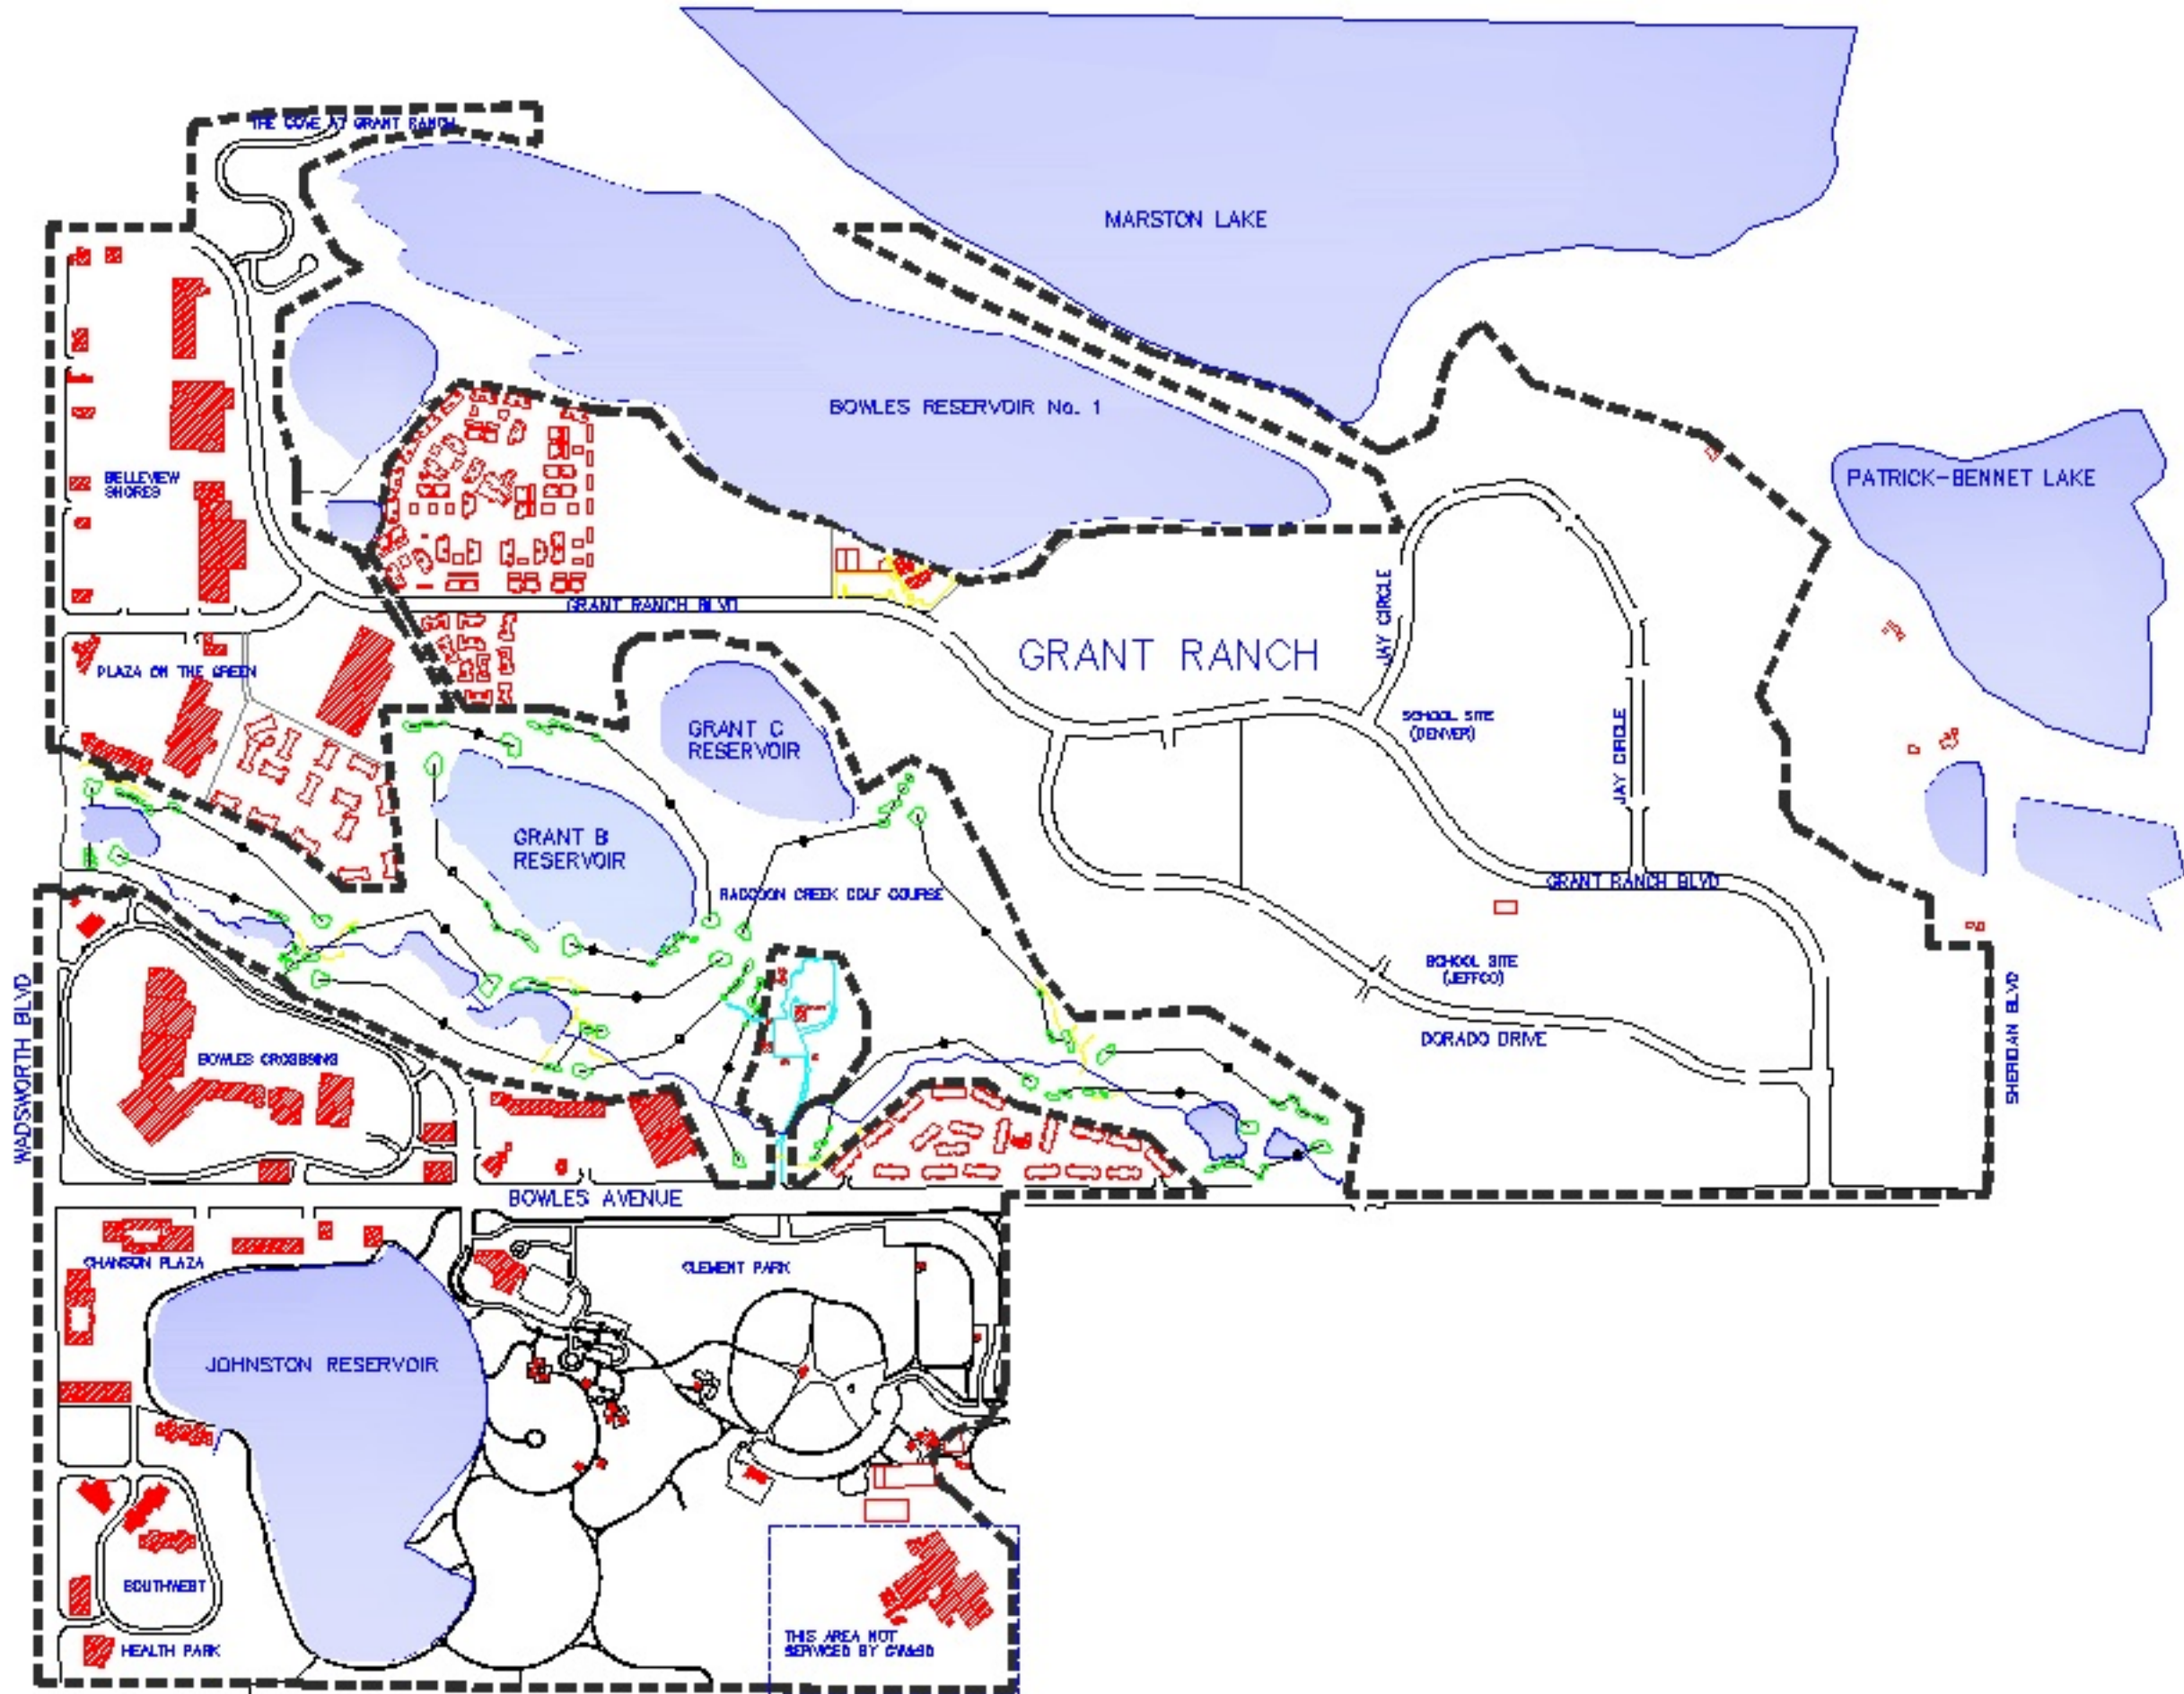 THE COVE AT GRANT RANCH
MARSTON LAKE
BOWLES RESERVOIR No. 1
BELLEVIEW
SHORES
PATRICK-BENNET LAKE
GRANT RANCH BLVD
JAY CIRCLE
GRANT RANCH
PLAZA ON THE GREEN
GRANT C
RESERVOIR
SCHOOL SITE
(DENVER)
JAY CIRCLE
GRANT B
RESERVOIR
RACCOON CREEK GOLF COURSE
GRANT RANCH BLVD
SCHOOL SITE
(JEFFCO)
WADSWORTH BLVD
BOWLES CROSSING
DORADO DRIVE
SHERIDAN BLVD
BOWLES AVENUE
CHANSON PLAZA
CLEMENT PARK
JOHNSTON RESERVOIR
SOUTHWEST
HEALTH PARK
THIS AREA NOT
SERVICED BY